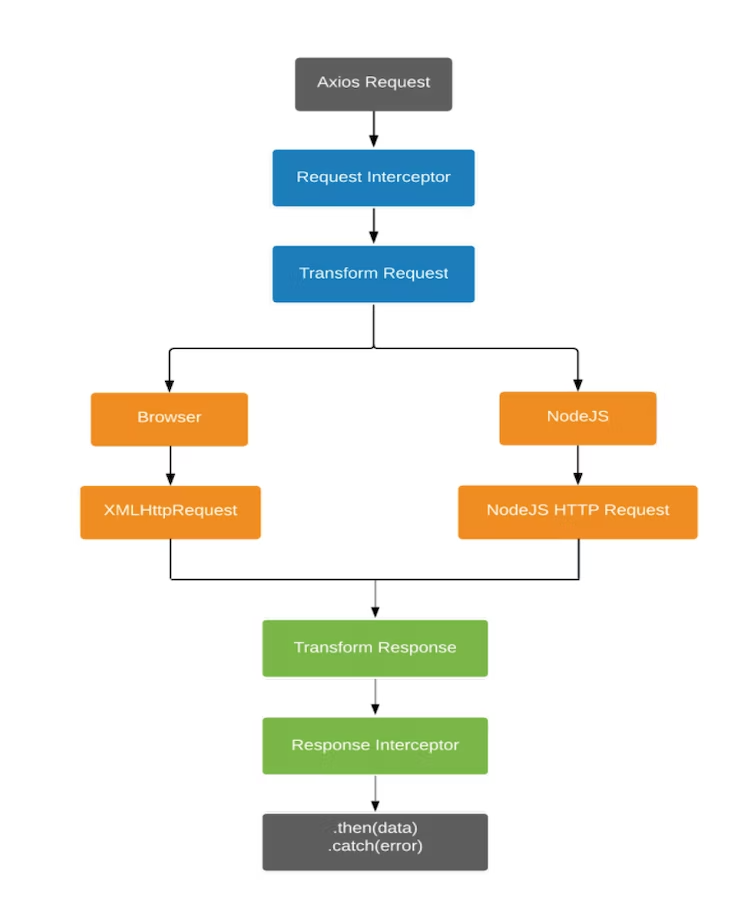 Axios Request
Request Interceptor
Transform Request
Browser
NodeJS
XMLHttpRequest
NodeJS HTTP Request
Transform Response
Response Interceptor
.then(data)
.catch(error)